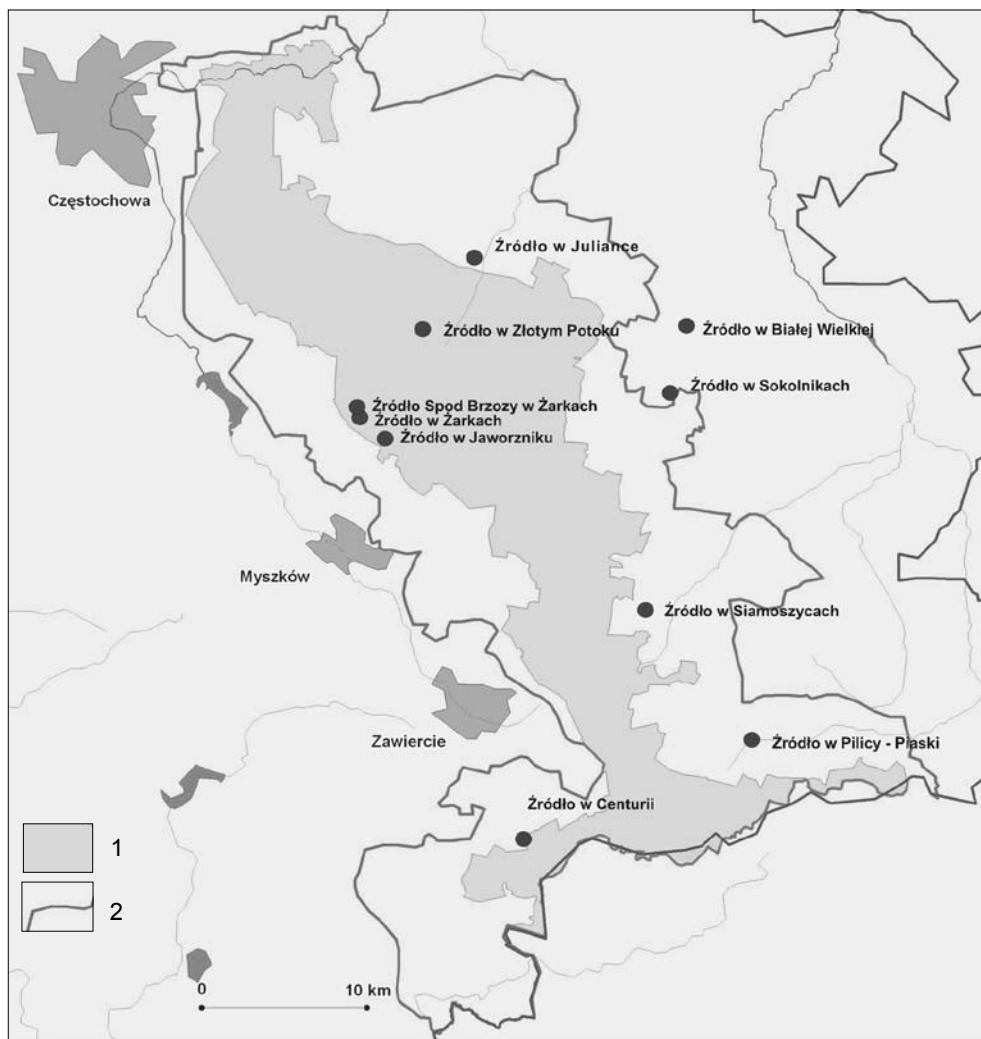 Częstochowa
Źródło w Juliance
Źródło w Złotym Potoku
Źródło w Białej Wielkiej
Źródło w Sokolnikach
Źródło Spod Brzozy w Żarkach
Źródło w Żarkach
Źródło w Jaworzniku
Myszków
Źródło w Siamoszycach
Zawiercie
Źródło w Pilicy - Piaski
Źródło w Centurii
1
2
0 10 km